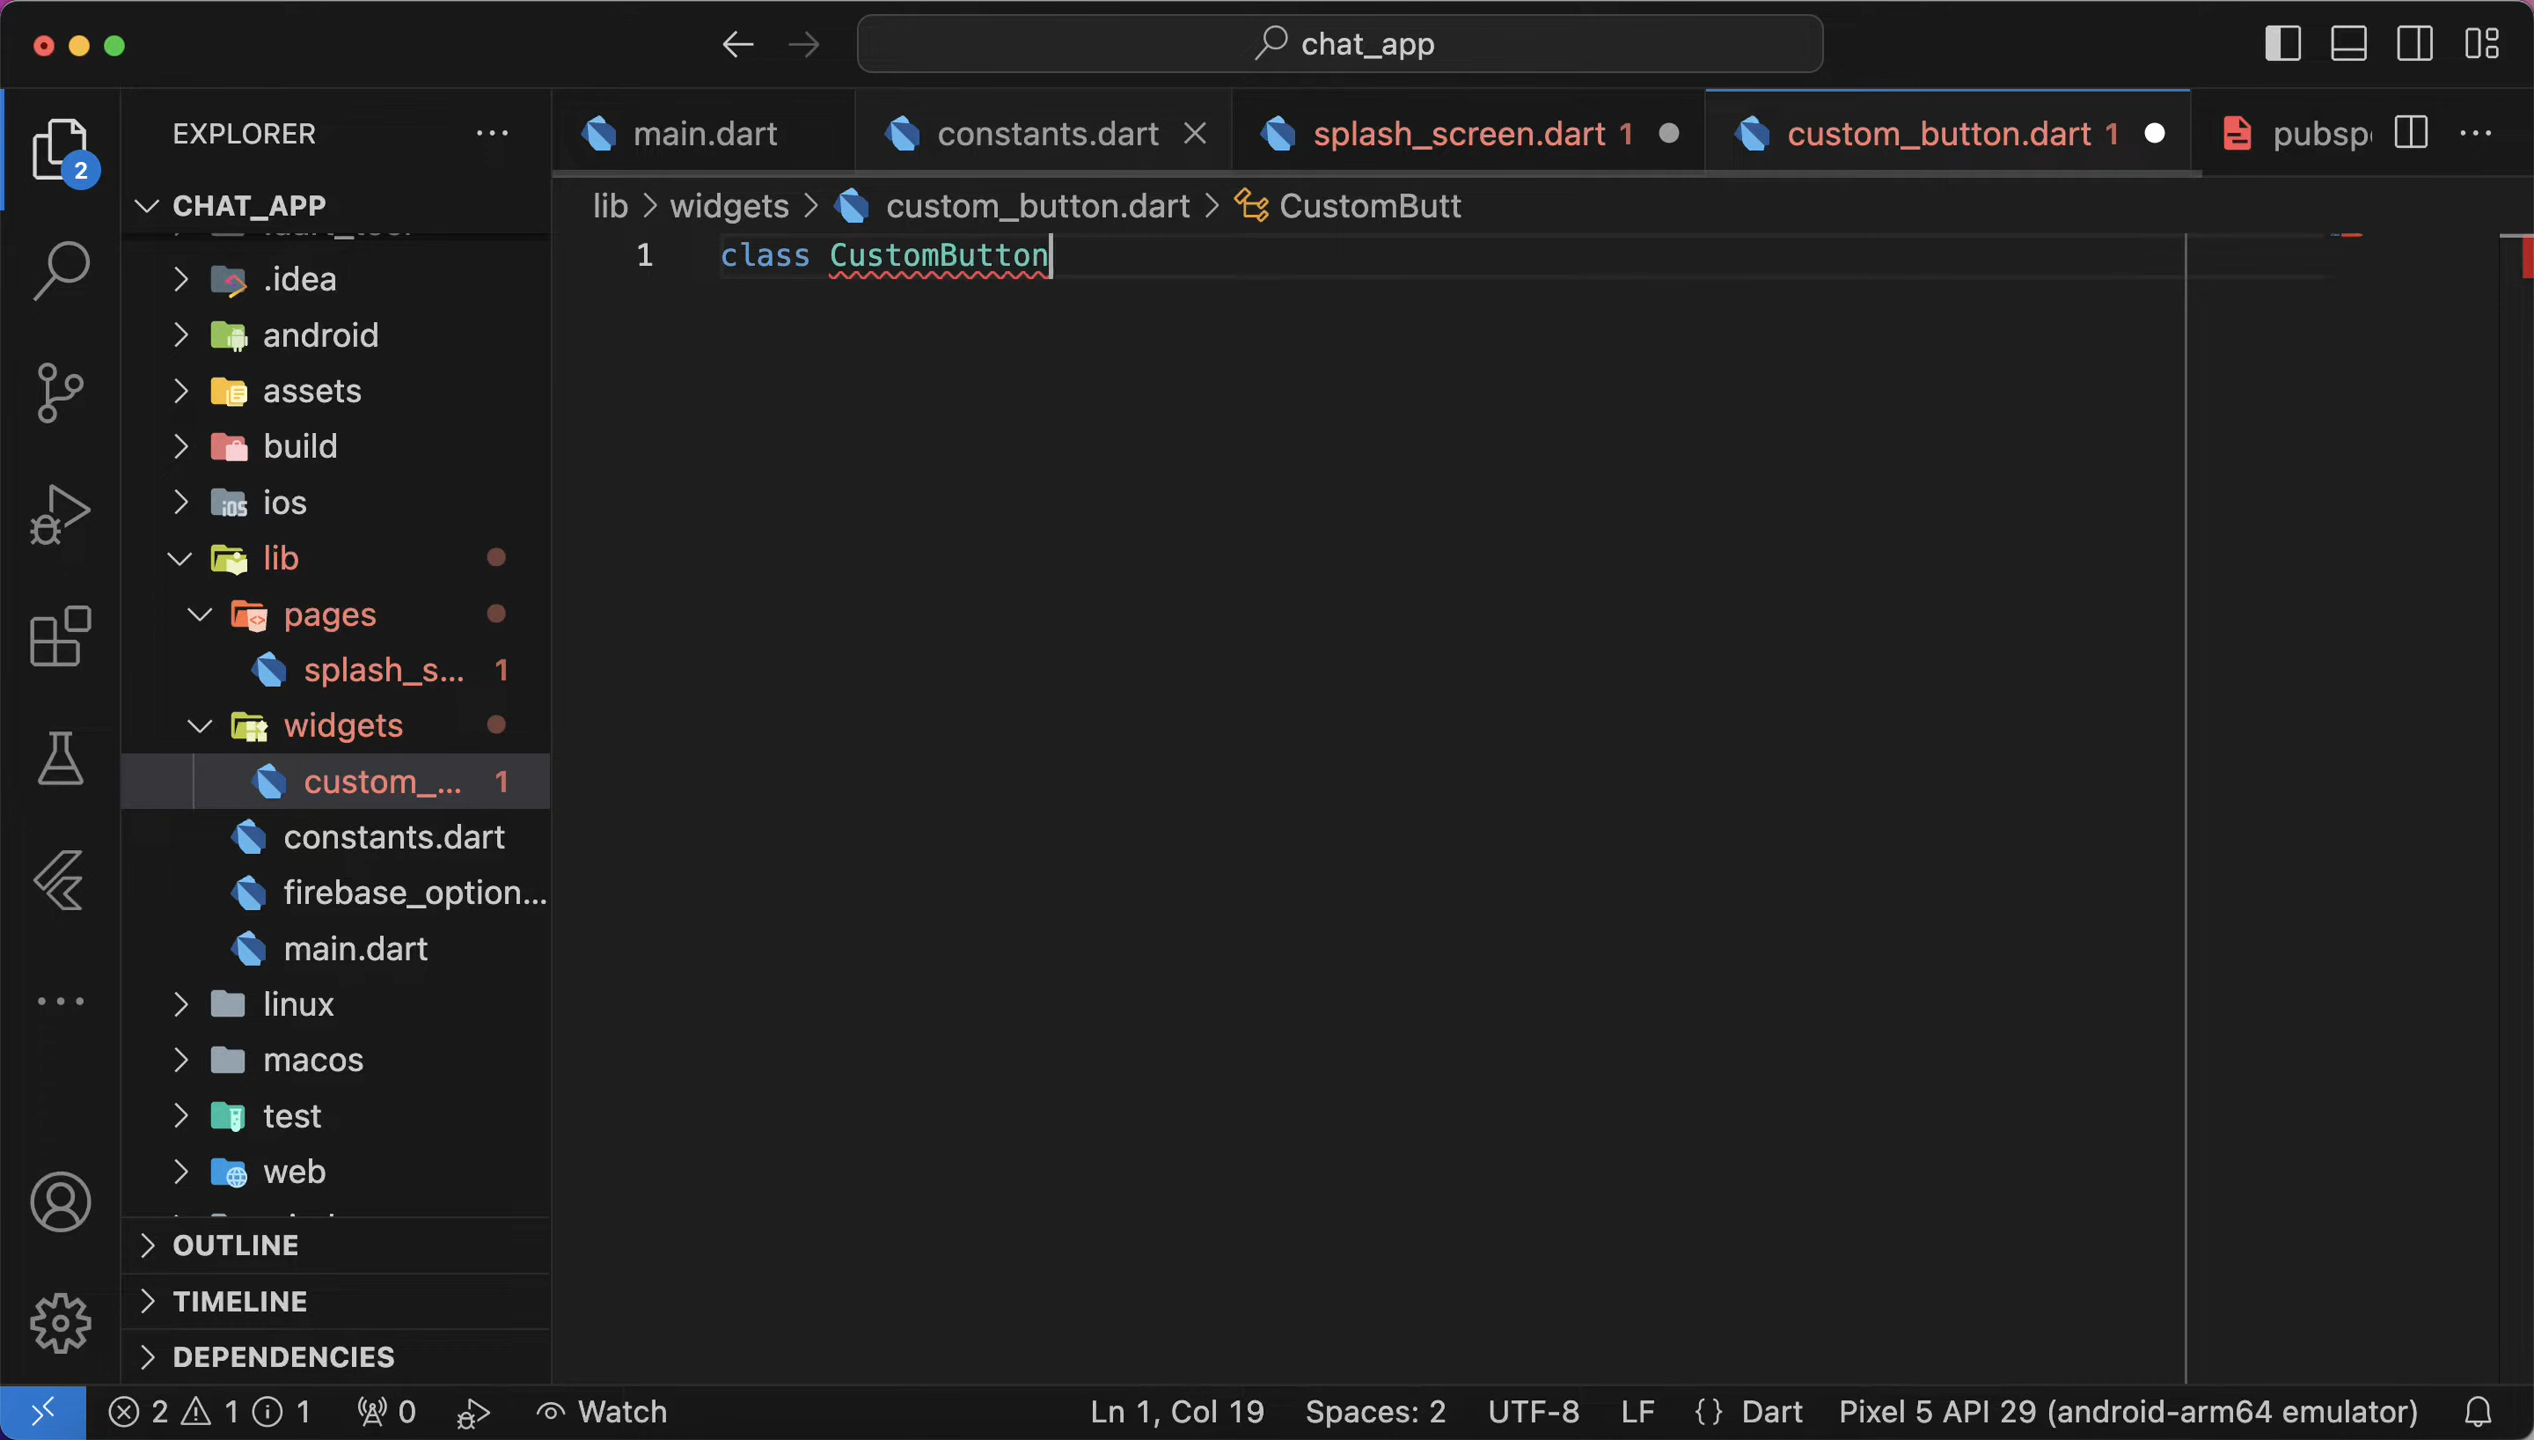 chat_app
EXPLORER
main.dart
constants.dart
splash_screen.dart 1
custom_button.dart 1
pubsp
2
CHAT_APP
lib > widgets > custom_button.dart > CustomButt
1 class CustomButton
.idea
android
assets
build
ios
lib
pages
splash_s... 1
widgets
custom_... 1
constants.dart
firebase_option...
main.dart
linux
macos
test
web
OUTLINE
TIMELINE
DEPENDENCIES
2 1 1 0 Watch
Ln 1, Col 19 Spaces: 2 UTF-8 LF {} Dart Pixel 5 API 29 (android-arm64 emulator)